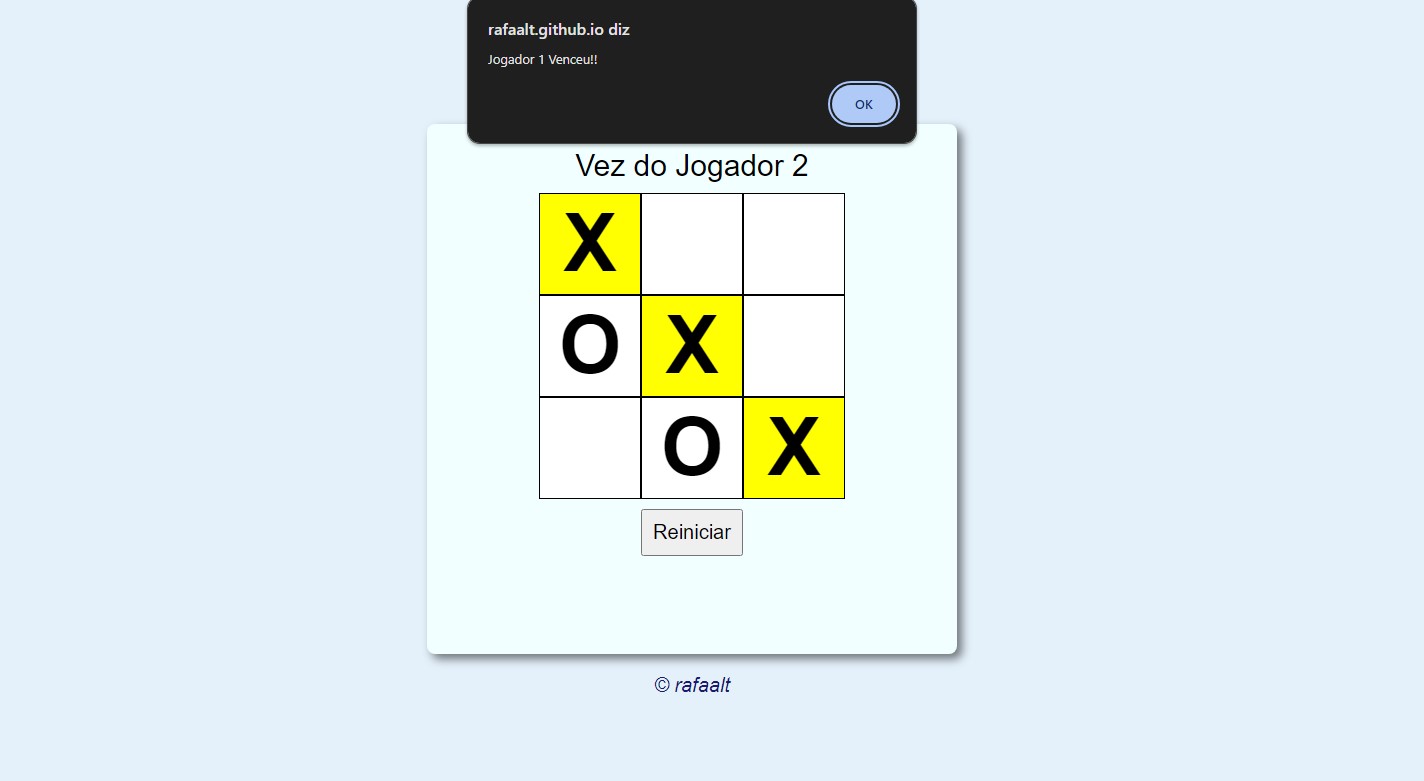 rafaalt.github.io diz
Jogador 1 Venceu!!
OK
Vez do Jogador 2
X
O X
O X
Reiniciar
© rafaalt